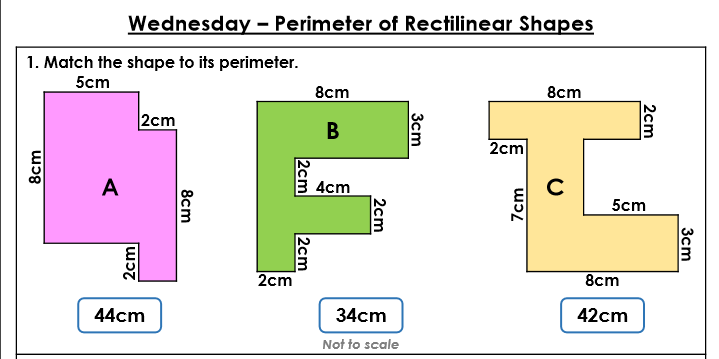 Wednesday – Perimeter of Rectilinear Shapes
1. Match the shape to its perimeter.
5cm
2cm
8cm
A
8cm
2cm
8cm
B
3cm
2cm
4cm
2cm
2cm
2cm
8cm
2cm
2cm
7cm
C
5cm
3cm
8cm
44cm
34cm
42cm
Not to scale